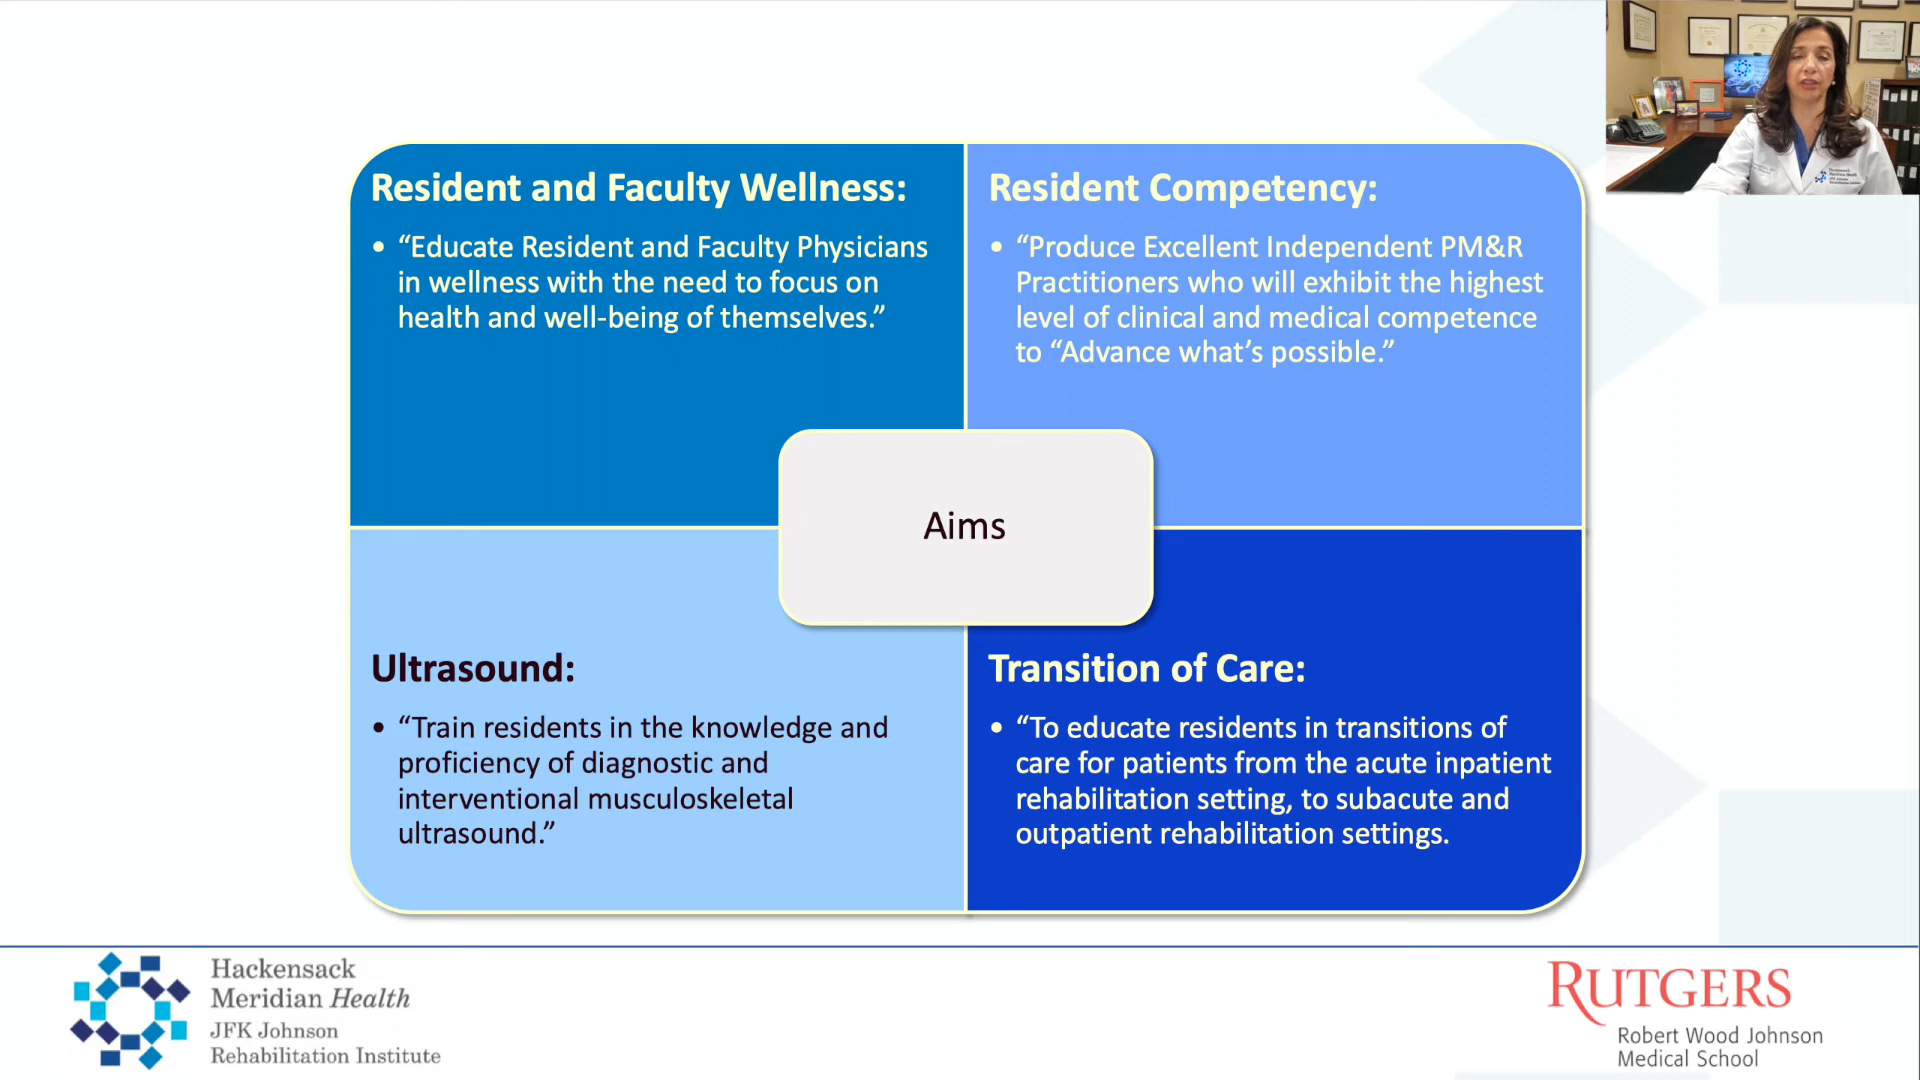 Resident and Faculty Wellness:
• “Educate Resident and Faculty Physicians
in wellness with the need to focus on
health and well-being of themselves.”
Resident Competency:
• “Produce Excellent Independent PM&R
Practitioners who will exhibit the highest
level of clinical and medical competence
to “Advance what’s possible.”
Aims
Ultrasound:
• “Train residents in the knowledge and
proficiency of diagnostic and
interventional musculoskeletal
ultrasound.”
Transition of Care:
• “To educate residents in transitions of
care for patients from the acute inpatient
rehabilitation setting, to subacute and
outpatient rehabilitation settings.
Hackensack
Meridian Health
JFK Johnson
Rehabilitation Institute
RUTGERS
Robert Wood Johnson
Medical School